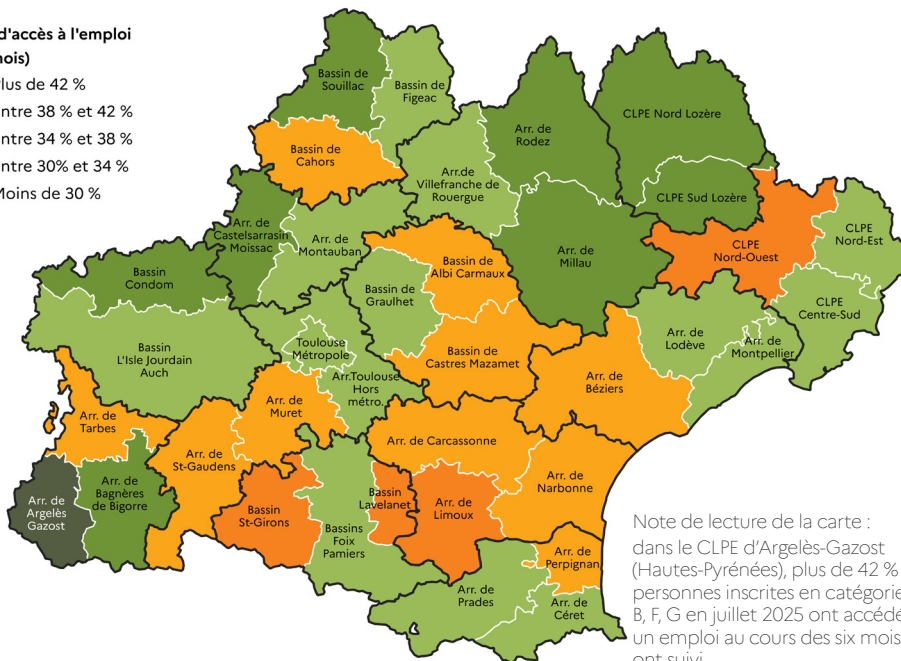 d'accès à l'emploi
Plus de 42 %
Entre 38 % et 42 %
Entre 34 % et 38 %
Entre 30% et 34 %
Moins de 30 %
Bassin de
Souillac
Bassin de
Figeac
Bassin de
Cahors
Arr. de
Rodez
CLPE Nord Lozère
Arr.de
Villefranche de
Rouergue
CLPE Sud Lozère
Arr. de
Castelsarrasin
Moissac
Arr. de
Montauban
Arr. de
Millau
CLPE
Nord-Ouest
CLPE
Nord-Est
Bassin
Condom
Bassin de
Albi Carmaux
Bassin de
Graulhet
CLPE
Centre-Sud
Bassin
L'Isle Jourdain
Auch
Toulouse
Métropole
Bassin de
Castres Mazamet
Arr. de
Lodève
Arr. de
Montpellier
Arr.Toulouse
Hors
métro.
Arr. de
Béziers
Arr. de
Muret
Arr. de
Tarbes
Arr. de
St-Gaudens
Arr. de Carcassonne
Arr. de
Narbonne
Arr. de
Argelès
Gazost
Arr. de
Bagnères
de Bigorre
Bassin
St-Girons
Bassins
Foix
Pamiers
Bassin
Lavelanet
Arr. de
Limoux
Arr. de
Perpignan
Arr. de
Prades
Arr. de
Céret
Note de lecture de la carte :
dans le CLPE d'Argelès-Gazost
(Hautes-Pyrénées), plus de 42 %
personnes inscrites en catégorie
B, F, G en juillet 2025 ont accédé
un emploi au cours des six mois
ont suivi